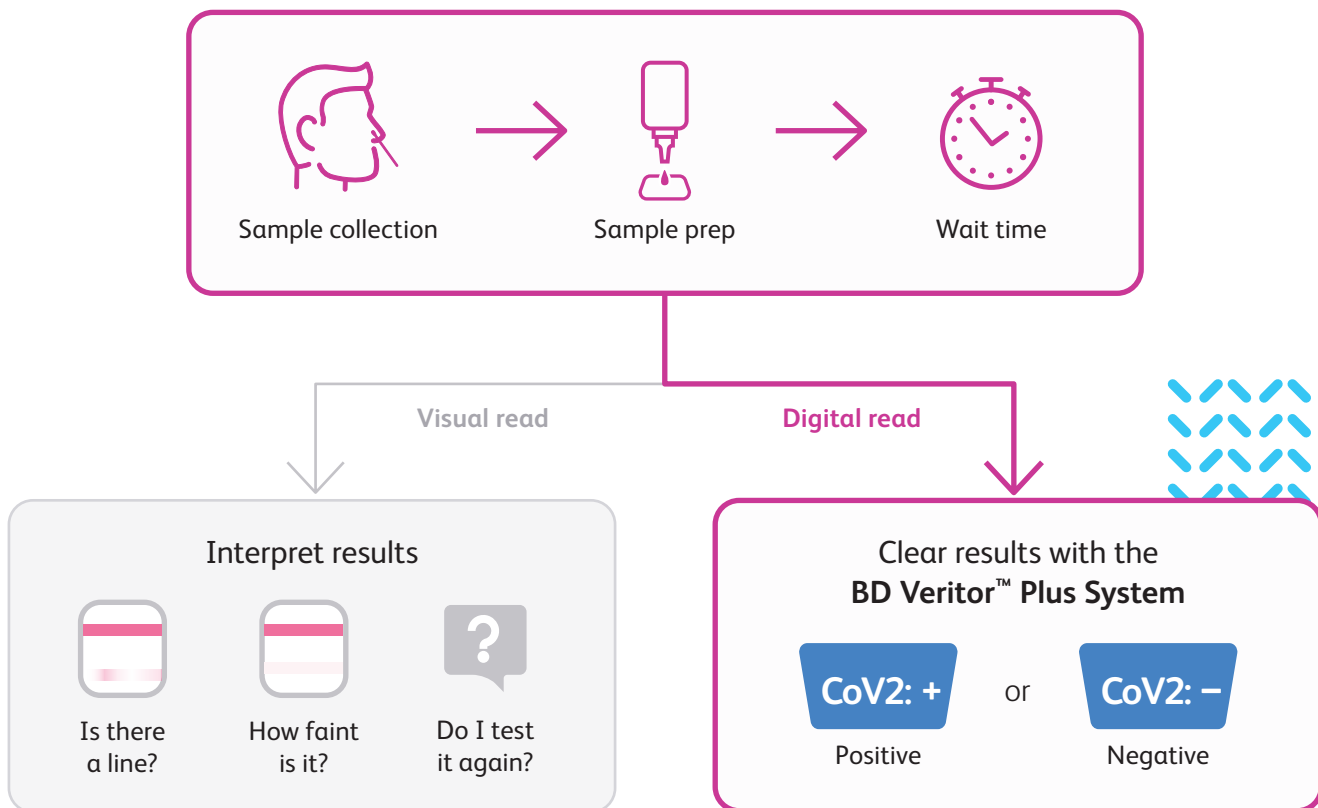 Sample collection
Sample prep
Wait time
Visual read
Digital read
Interpret results
Is there
a line?
How faint
is it?
?
Do I test
it again?
Clear results with the
BD Veritor™ Plus System
CoV2: +
or
CoV2: –
Positive
Negative